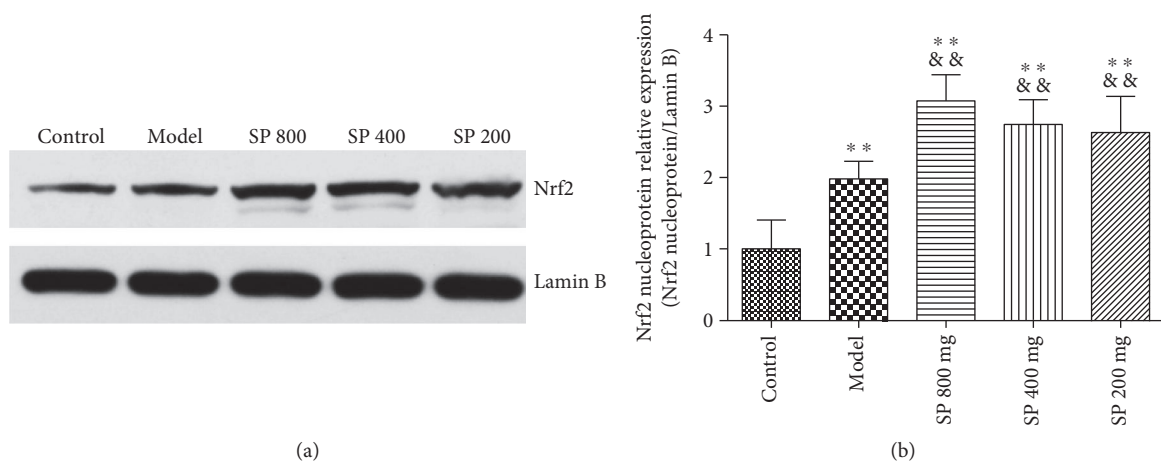 Control Model SP 800 SP 400 SP 200
Nrf2
Lamin B
(a)
Nrf2 nucleoprotein relative expression
(Nrf2 nucleoprotein/Lamin B)
4
3
2
1
0
**
**
&&
**
&&
**
&&
Control
Model
SP 800 mg
SP 400 mg
SP 200 mg
(b)